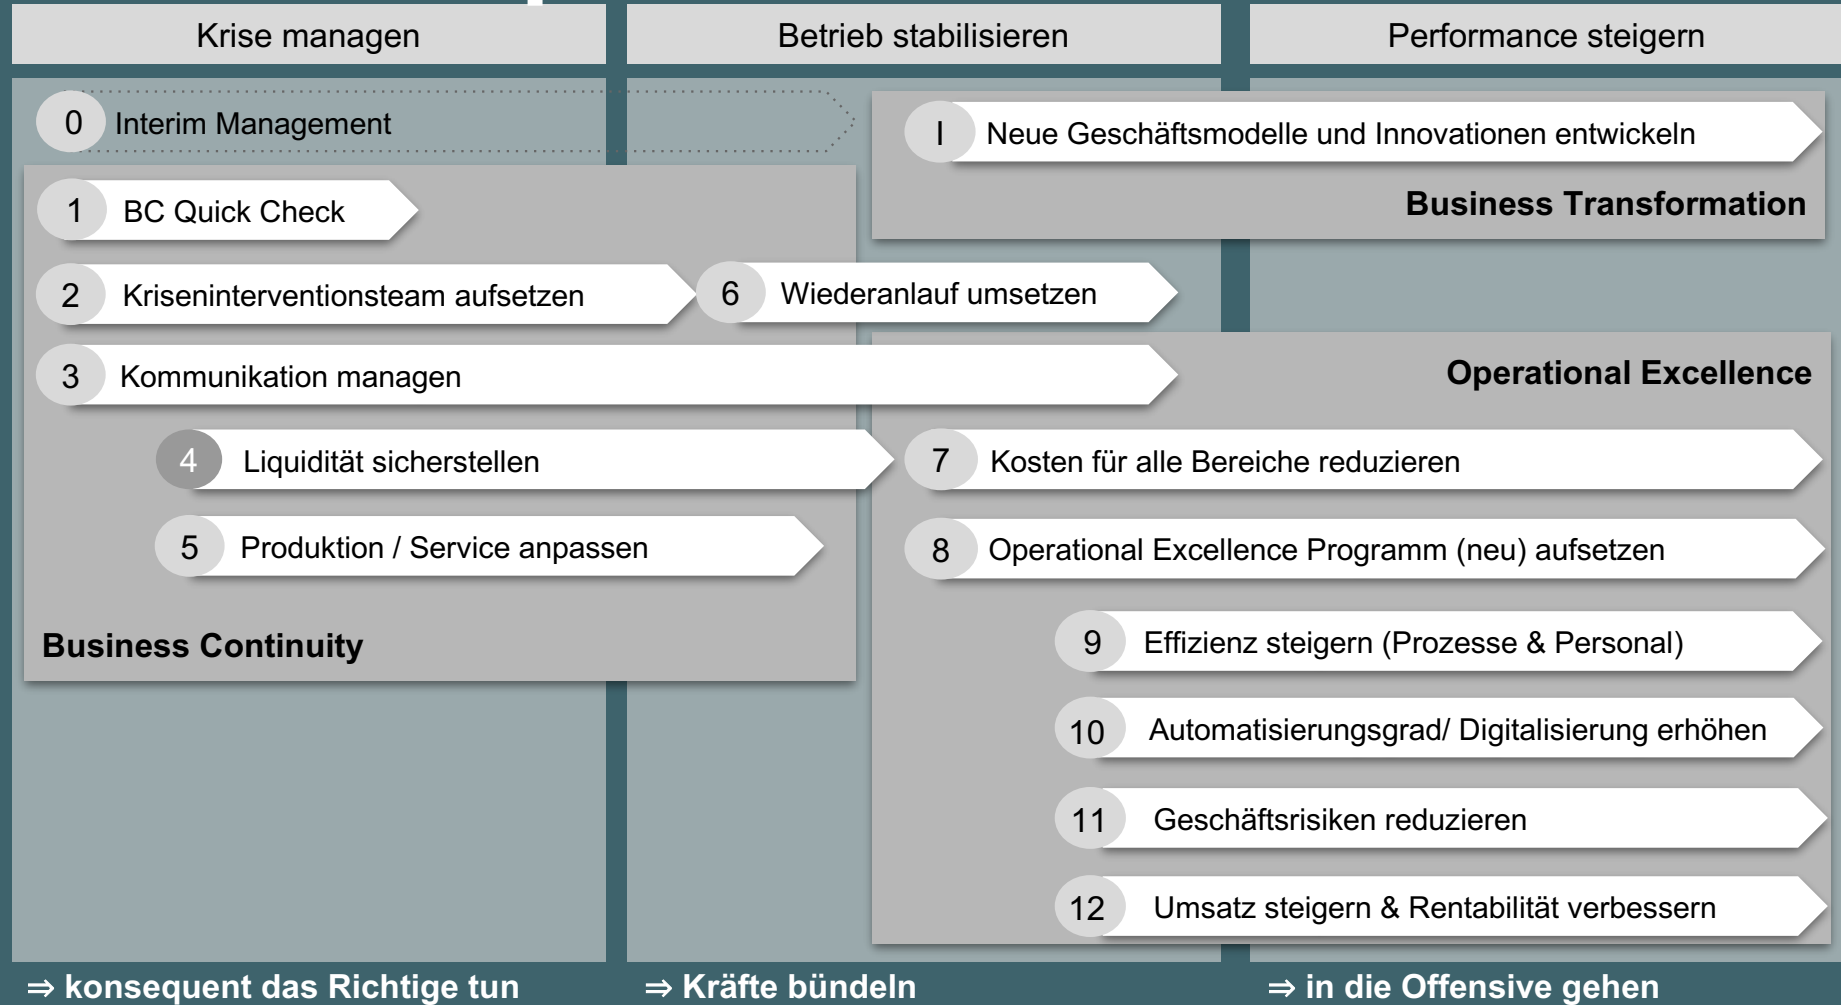 Krise managen
Betrieb stabilisieren
Performance steigern
0 Interim Management
I Neue Geschäftsmodelle und Innovationen entwickeln
Business Transformation
1 BC Quick Check
2 Kriseninterventionsteam aufsetzen
6 Wiederanlauf umsetzen
3 Kommunikation managen
Operational Excellence
4 Liquidität sicherstellen
7 Kosten für alle Bereiche reduzieren
5 Produktion / Service anpassen
8 Operational Excellence Programm (neu) aufsetzen
Business Continuity
9 Effizienz steigern (Prozesse & Personal)
10 Automatisierungsgrad/ Digitalisierung erhöhen
11 Geschäftsrisiken reduzieren
12 Umsatz steigern & Rentabilität verbessern
⇒ konsequent das Richtige tun
⇒ Kräfte bündeln
⇒ in die Offensive gehen